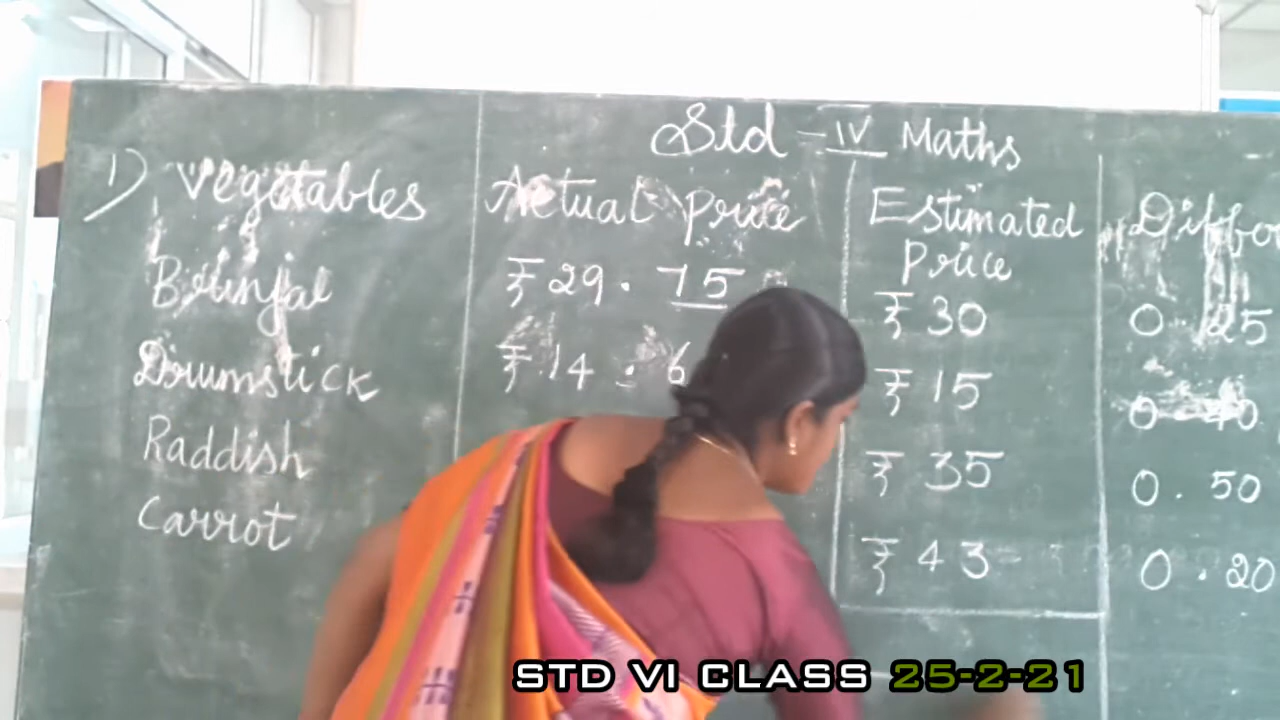 Std - IV Maths
1) Vegetables Actual Price Estimated Price
Brinjal ₹ 29.75 ₹ 30 0.25
Drumstick ₹ 14.6 ₹ 15 0.40
Raddish ₹ 35 0.50
Carrot ₹ 43 0.20
STD VI CLASS 25-2-21